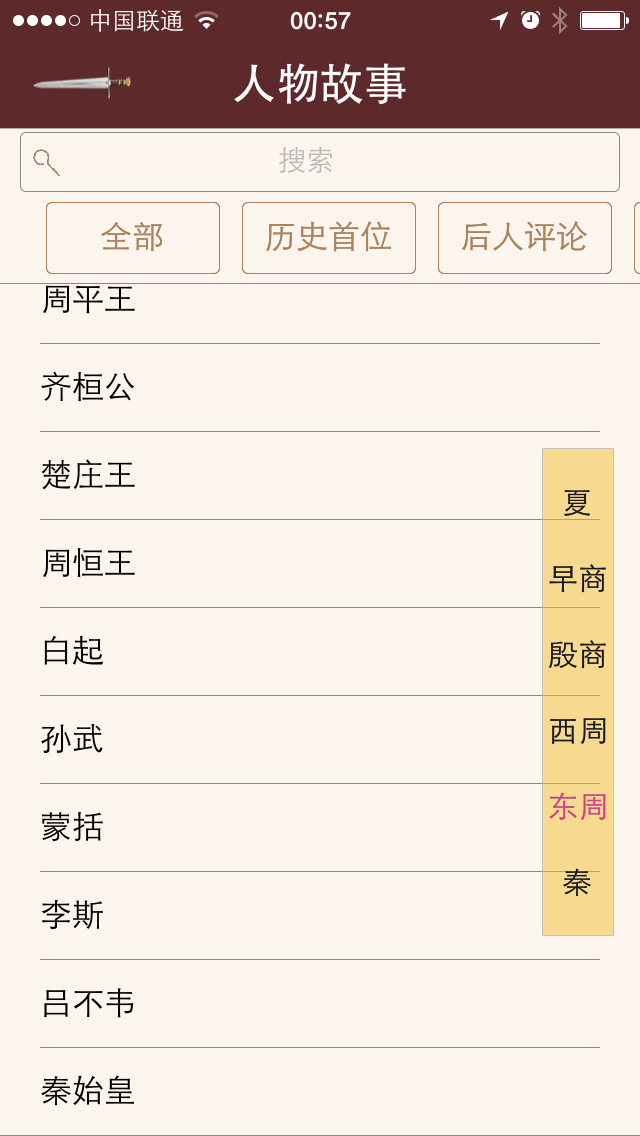 中国联通 00:57
人物故事
搜索
全部 历史首位 后人评论
周平王
齐桓公
楚庄王
周恒王
白起
孙武
蒙括
李斯
吕不韦
秦始皇
夏
早商
殷商
西周
东周
秦